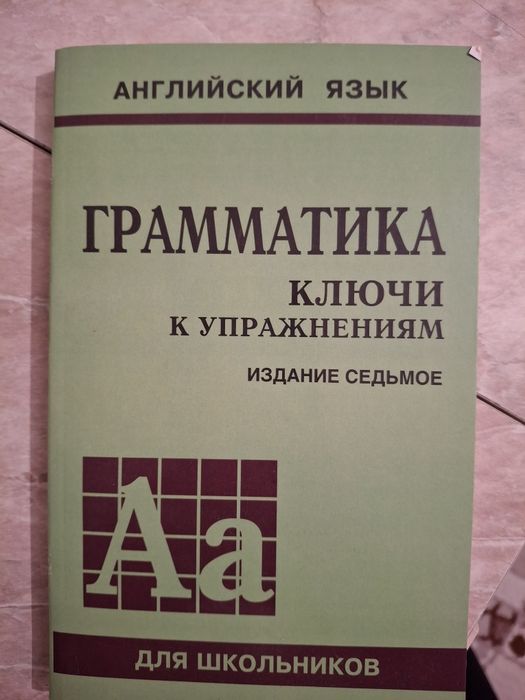 АНГЛИЙСКИЙ ЯЗЫК
ГРАММАТИКА
КЛЮЧИ
К УПРАЖНЕНИЯМ
ИЗДАНИЕ СЕДЬМОЕ
Aa
ДЛЯ ШКОЛЬНИКОВ